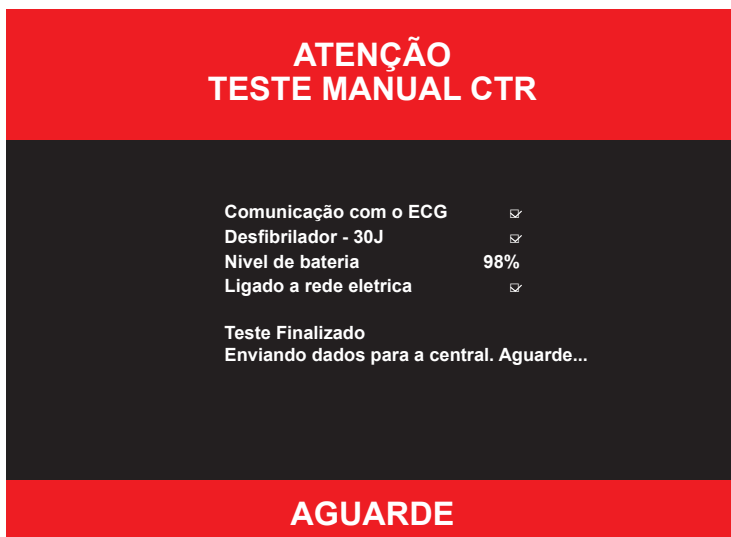 ATENÇÃO
TESTE MANUAL CTR
Comunicação com o ECG ☑
Desfibrilador - 30J ☑
Nivel de bateria 98%
Ligado a rede eletrica ☑
Teste Finalizado
Enviando dados para a central. Aguarde...
AGUARDE